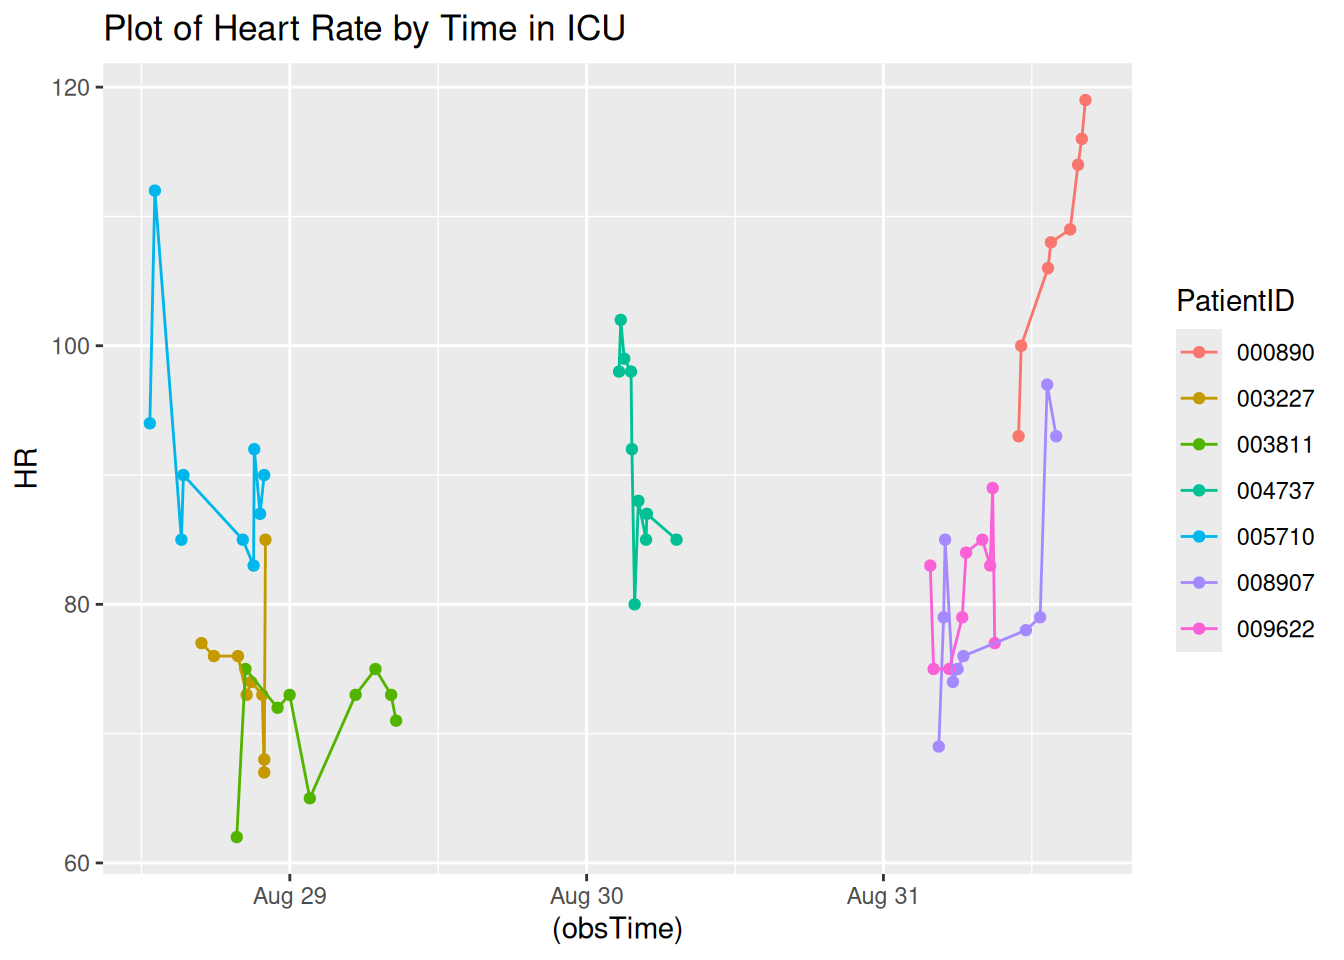 Plot of Heart Rate by Time in ICU
120
100
80
60
HR
Aug 29
Aug 30
Aug 31
(obsTime)
PatientID
000890
003227
003811
004737
005710
008907
009622